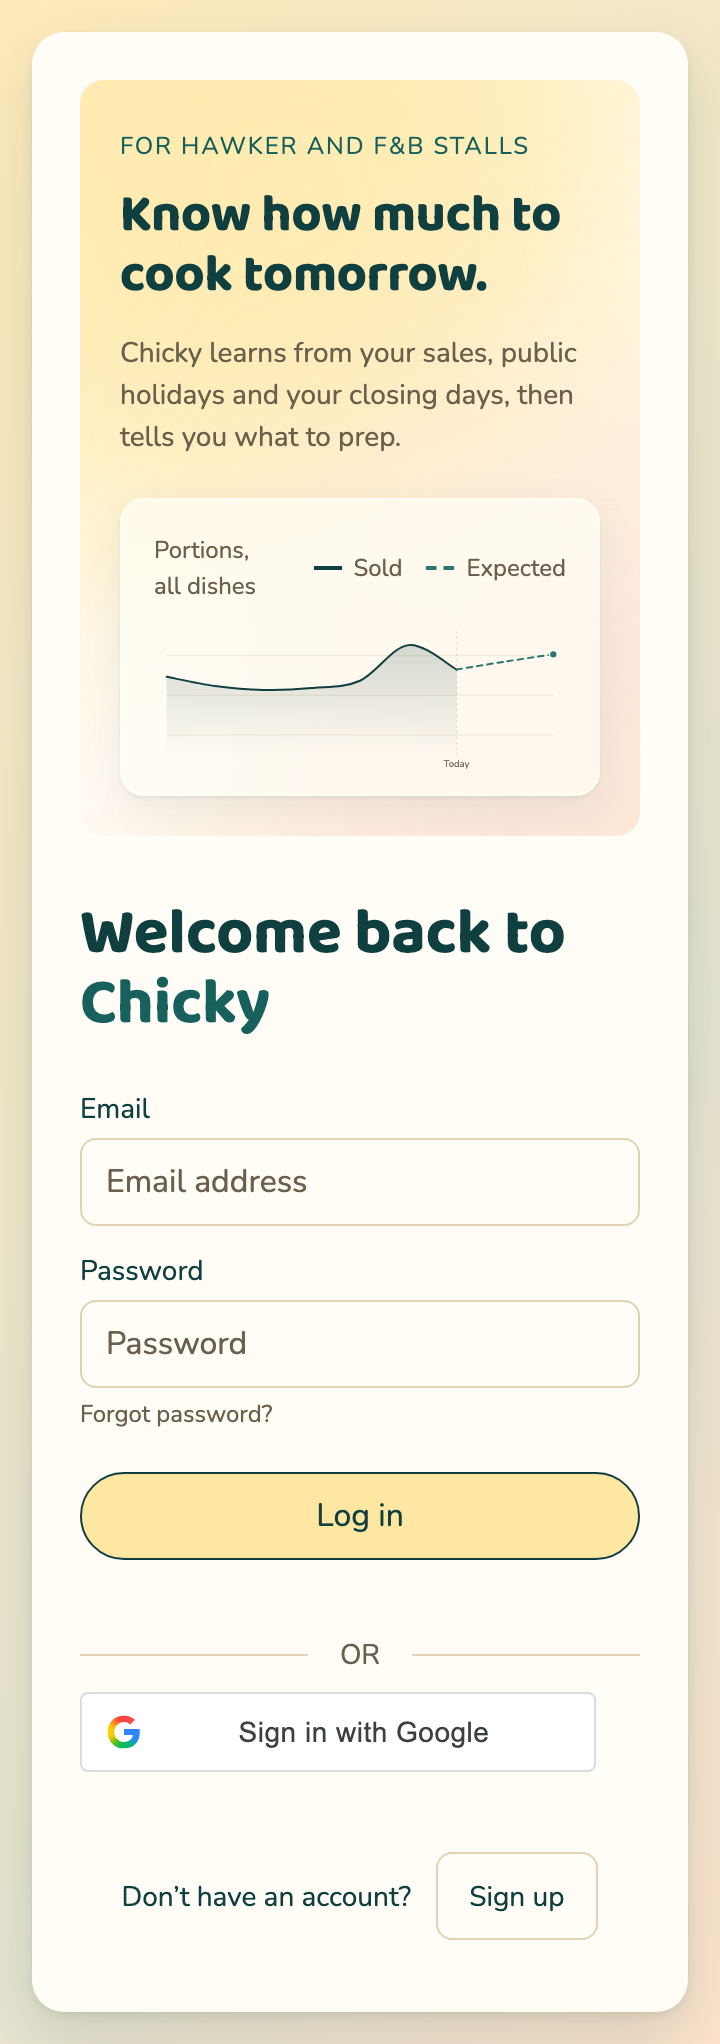 FOR HAWKER AND F&B STALLS
Know how much to
cook tomorrow.
Chicky learns from your sales, public
holidays and your closing days, then
tells you what to prep.
Portions,
all dishes
Sold
Expected
Today
Welcome back to
Chicky
Email
Email address
Password
Password
Forgot password?
Log in
OR
Sign in with Google
Don’t have an account?
Sign up